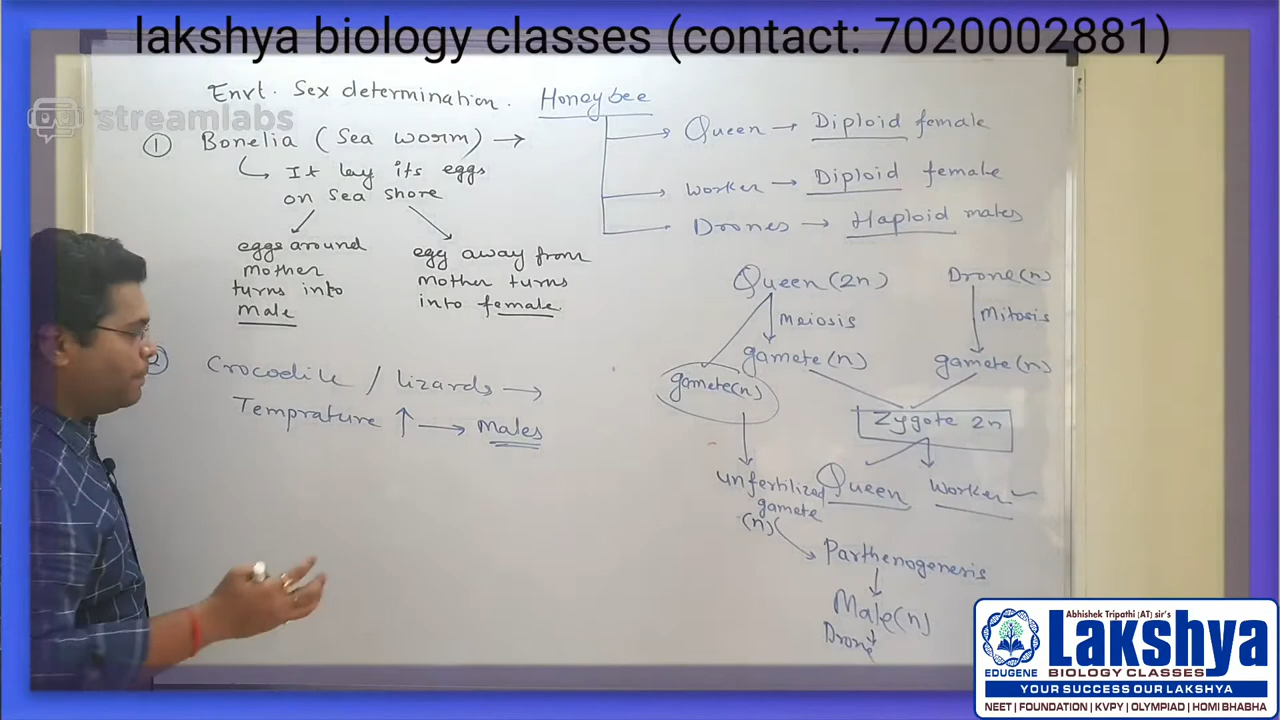 lakshya biology classes (contact: 7020002881)
streamlabs
Envt. Sex determination.
① Bonelia (Sea worm) →
It lay its eggs
on sea shore
eggs around
mother
turns into
male
egg away from
mother turns
into female
2 Crocodile / lizards →
Temprature ↑ → males
Honeybee
Queen → Diploid female
Worker → Diploid female
Drones → Haploid males
Queen (2n)
Drone (n)
Meiosis
Mitosis
gamete (n)
gamete (n)
gamete (n)
Zygote 2n
Queen
Worker
unfertilized
gamete
(n)
Parthenogenesis
Male (n)
Drone
Abhishek Tripathi (AT) sir's
Lakshya
EDUGENE
BIOLOGY CLASSES
YOUR SUCCESS OUR LAKSHYA
NEET | FOUNDATION | KVPY | OLYMPIAD | HOMI BHABHA